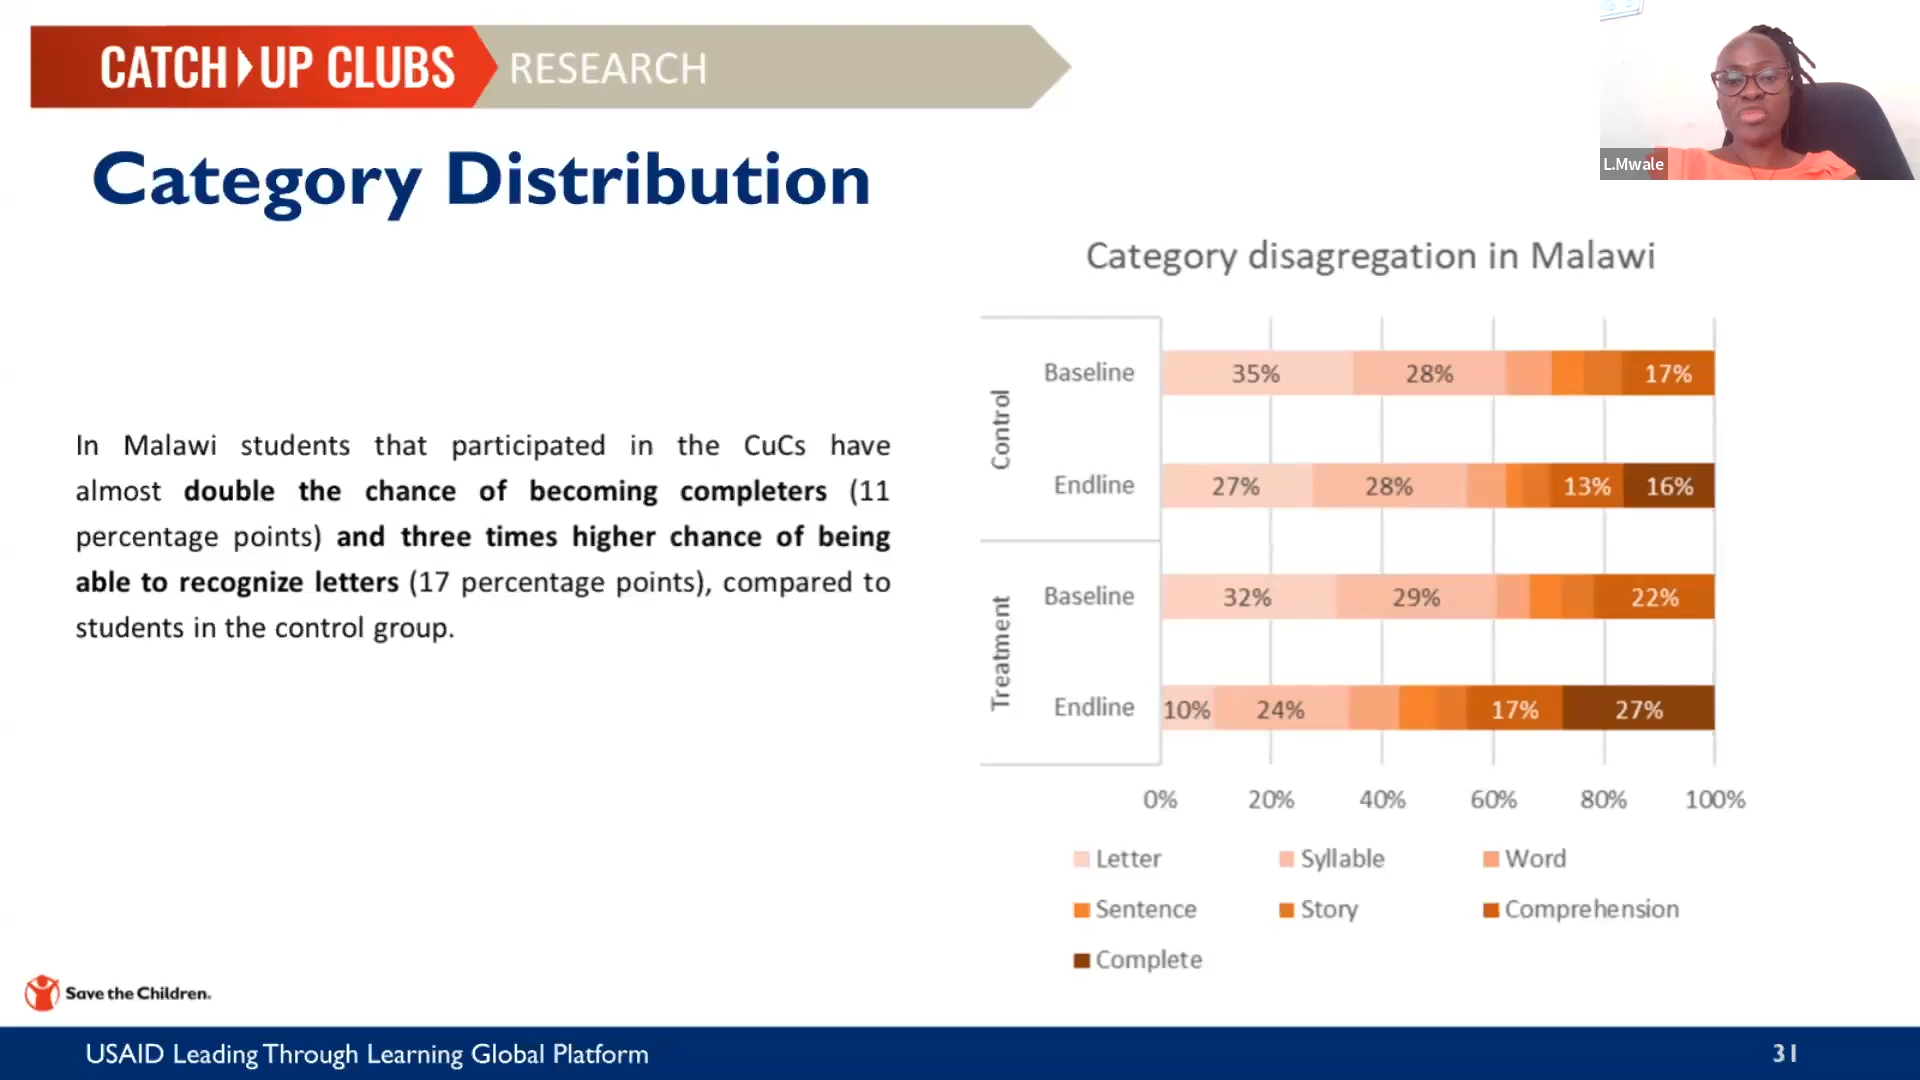 CATCH UP CLUBS RESEARCH
L.Mwale
Category Distribution
In Malawi students that participated in the CuCs have
almost double the chance of becoming completers (11
percentage points) and three times higher chance of being
able to recognize letters (17 percentage points), compared to
students in the control group.
Category disagregation in Malawi
Control
Baseline 35% 28% 17%
Endline 27% 28% 13% 16%
Treatment
Baseline 32% 29% 22%
Endline 10% 24% 17% 27%
0% 20% 40% 60% 80% 100%
Letter Syllable Word
Sentence Story Comprehension
Complete
Save the Children.
USAID Leading Through Learning Global Platform 31